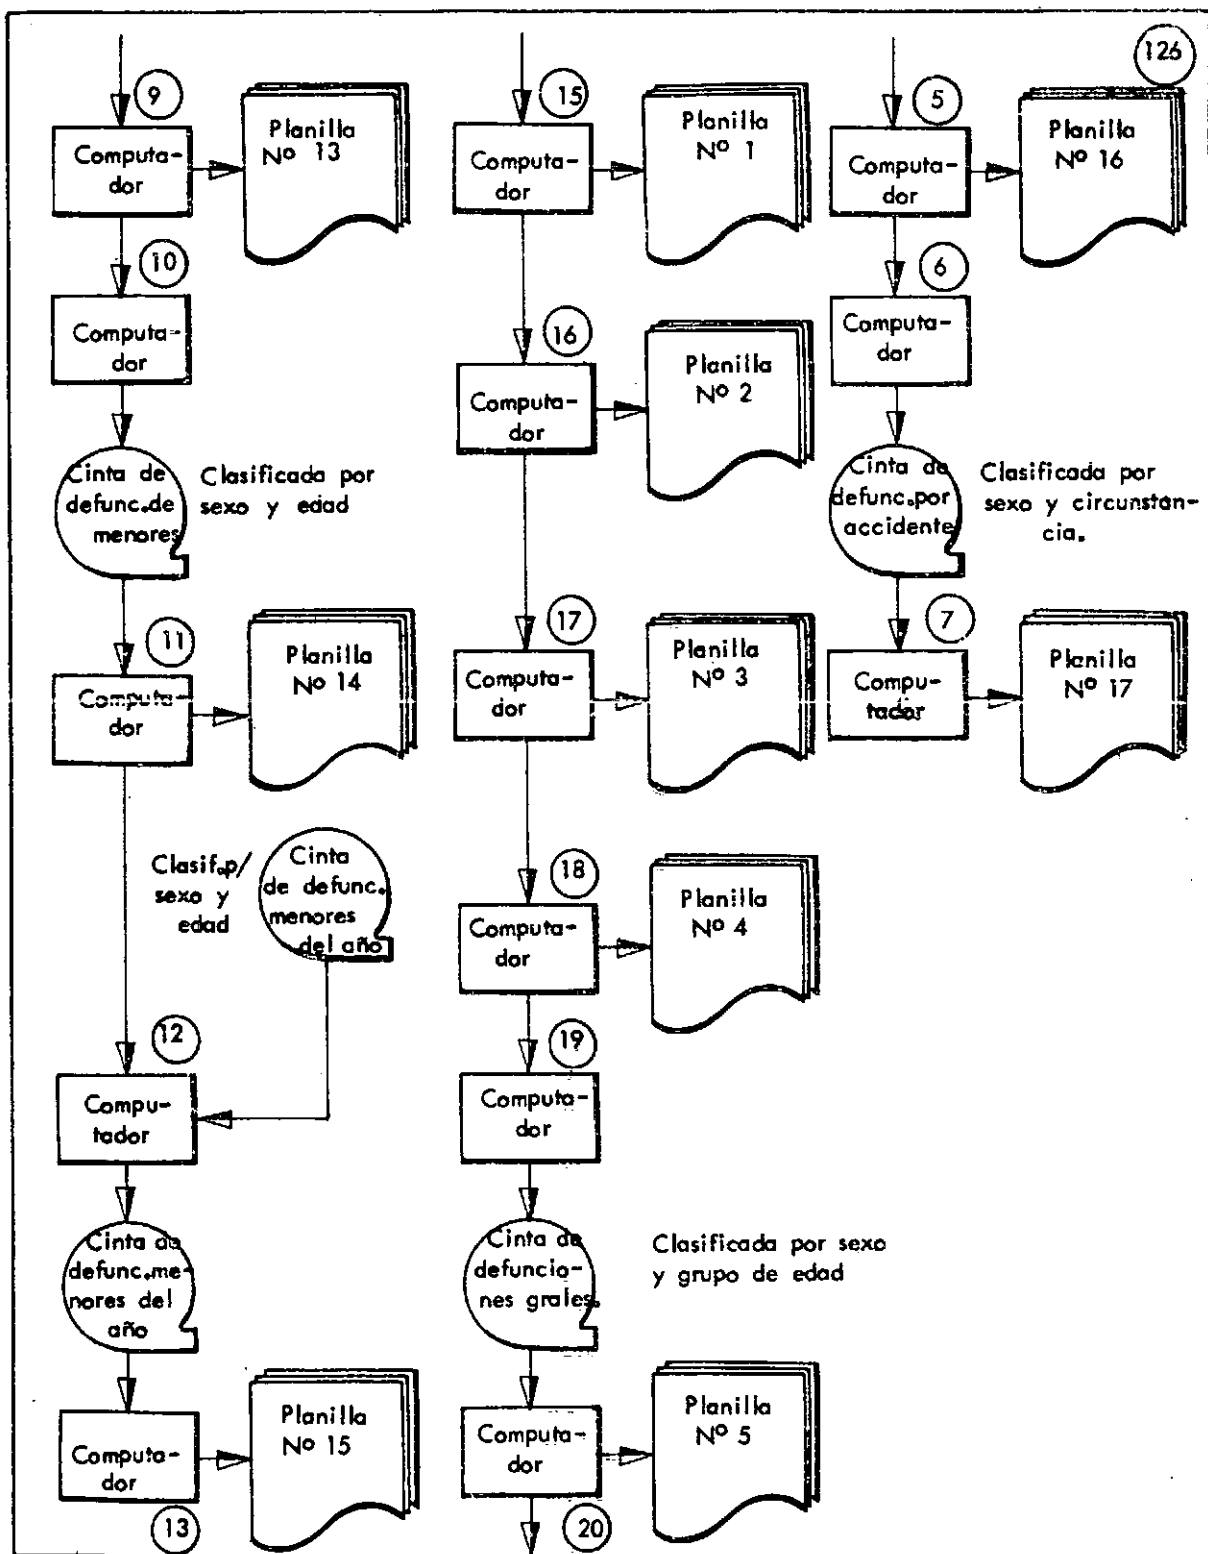 126
9
Planilla
Nº 13
Computa-
dor
10
Computa-
dor
Cinta de
defunc.de
menores
Clasificada por
sexo y edad
11
Planilla
Nº 14
Computa-
dor
Clasif.p/
sexo y
edad
Cinta
de defunc.
menores
del año
12
Compu-
tador
Cinta de
defunc.me-
nores del
año
Planilla
Nº 15
Computa-
dor
13
15
Planilla
Nº 1
Computa-
dor
16
Planilla
Nº 2
Computa-
dor
17
Planilla
Nº 3
Computa-
dor
18
Planilla
Nº 4
Computa-
dor
19
Computa-
dor
Cinta de
defuncio-
nes grales.
Clasificada por sexo
y grupo de edad
Planilla
Nº 5
Computa-
dor
20
5
Planilla
Nº 16
Computa-
dor
6
Computa-
dor
Cinta de
defunc.por
accidente
Clasificada por
sexo y circunstán-
cia.
7
Planilla
Nº 17
Compu-
tador